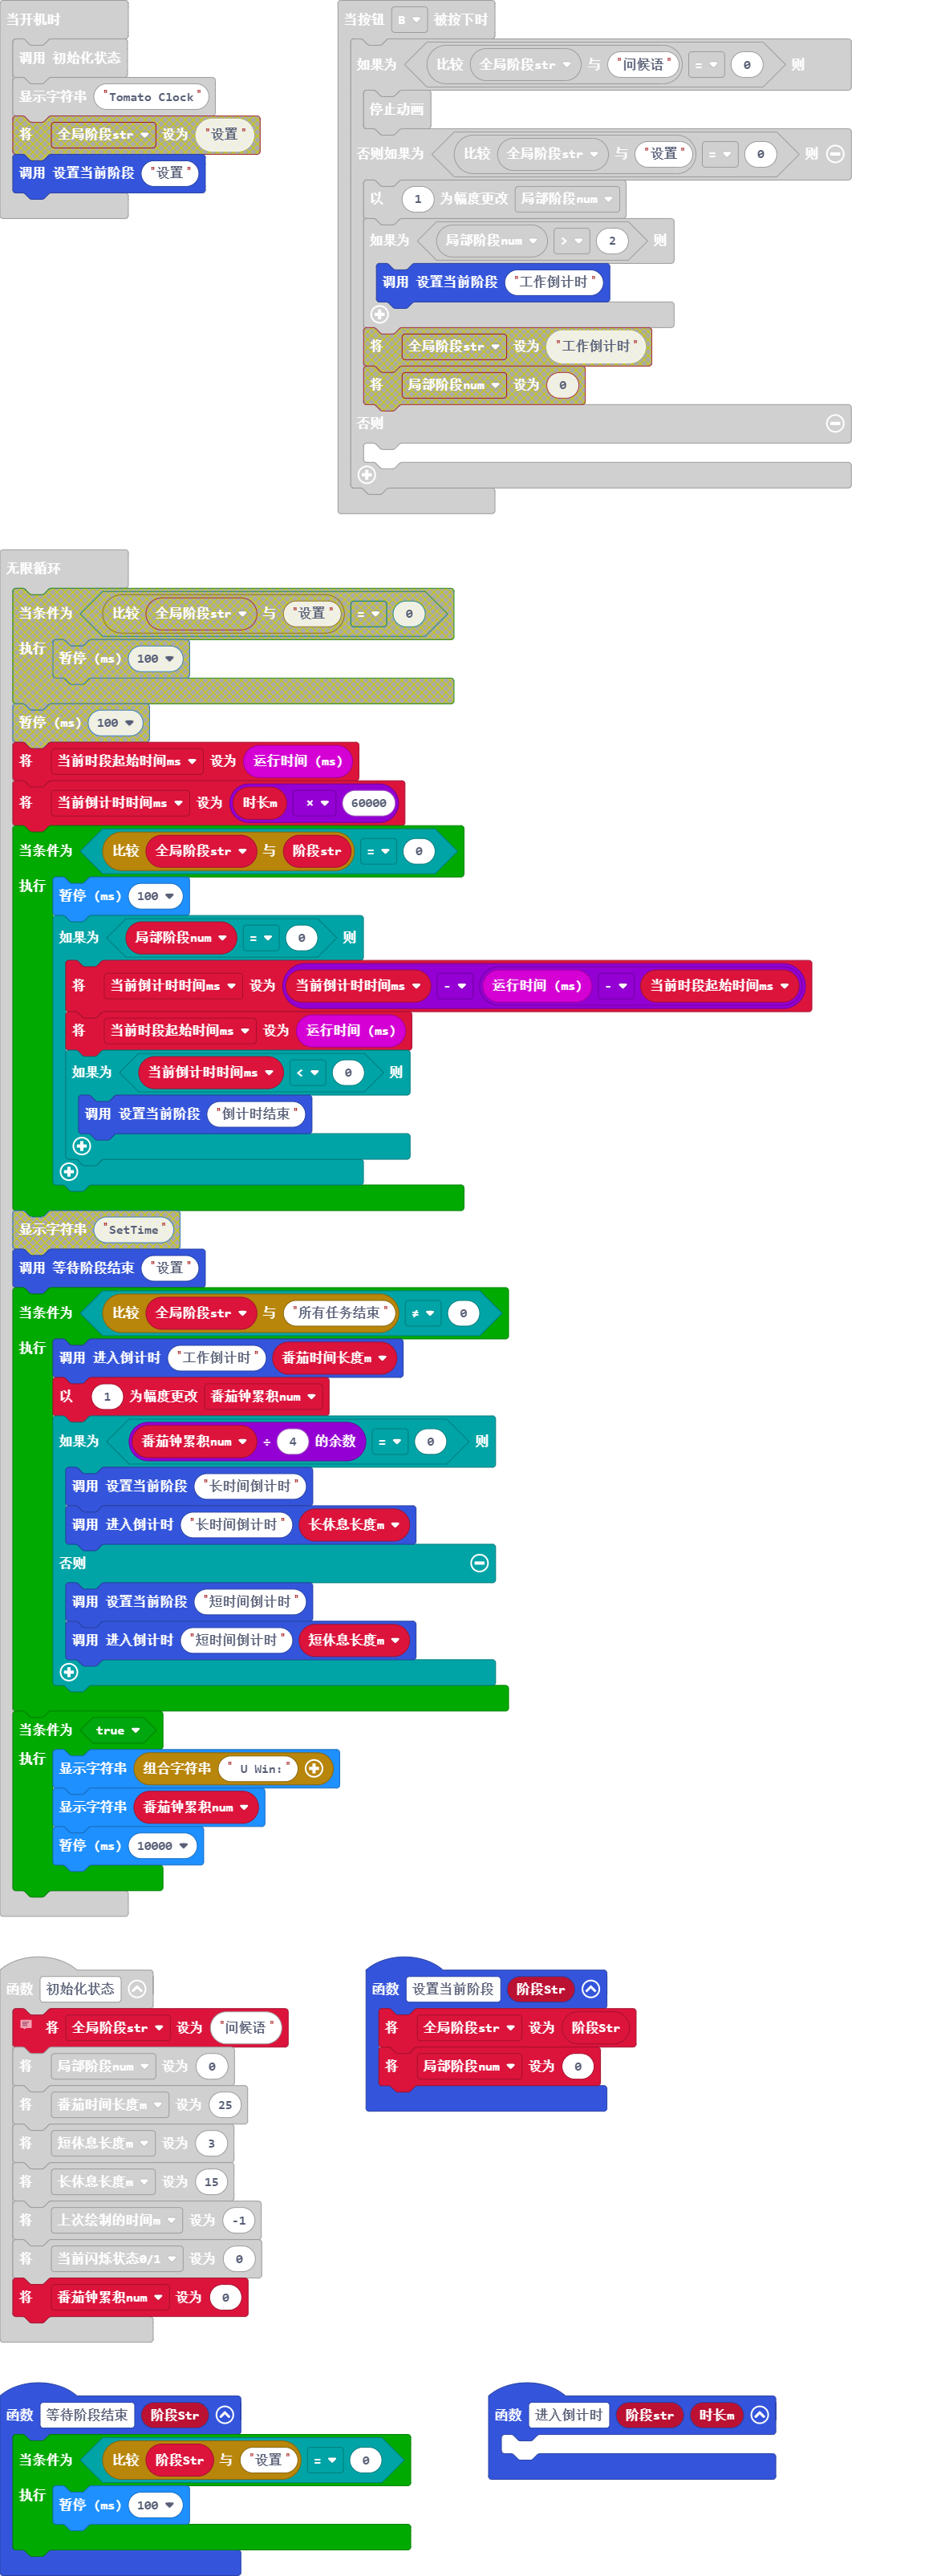 当开机时
调用 初始化状态
显示字符串 "Tomato Clock"
将 全局阶段str 设为 "设置"
调用 设置当前阶段 "设置"
当按钮 B 被按下时
如果为 比较 全局阶段str 与 "问候语" = 0 则
停止动画
否则如果为 比较 全局阶段str 与 "设置" = 0 则
以 1 为幅度更改 局部阶段num
如果为 局部阶段num > 2 则
调用 设置当前阶段 "工作倒计时"
将 全局阶段str 设为 "工作倒计时"
将 局部阶段num 设为 0
否则
无限循环
当条件为 比较 全局阶段str 与 "设置" = 0
执行 暂停 (ms) 100
暂停 (ms) 100
将 当前时段起始时间ms 设为 运行时间 (ms)
将 当前倒计时时间ms 设为 时长m × 60000
当条件为 比较 全局阶段str 与 阶段str = 0
执行 暂停 (ms) 100
如果为 局部阶段num = 0 则
将 当前倒计时时间ms 设为 当前倒计时时间ms - 运行时间 (ms) - 当前时段起始时间ms
将 当前时段起始时间ms 设为 运行时间 (ms)
如果为 当前倒计时时间ms < 0 则
调用 设置当前阶段 "倒计时结束"
显示字符串 "SetTime"
调用 等待阶段结束 "设置"
当条件为 比较 全局阶段str 与 "所有任务结束" ≠ 0
执行 调用 进入倒计时 "工作倒计时" 番茄时间长度m
以 1 为幅度更改 番茄钟累积num
如果为 番茄钟累积num ÷ 4 的余数 = 0 则
调用 设置当前阶段 "长时间倒计时"
调用 进入倒计时 "长时间倒计时" 长休息长度m
否则
调用 设置当前阶段 "短时间倒计时"
调用 进入倒计时 "短时间倒计时" 短休息长度m
当条件为 true
执行 显示字符串 组合字符串 " U Win:"
显示字符串 番茄钟累积num
暂停 (ms) 10000
函数 初始化状态
将 全局阶段str 设为 "问候语"
将 局部阶段num 设为 0
将 番茄时间长度m 设为 25
将 短休息长度m 设为 3
将 长休息长度m 设为 15
将 上次绘制的时间m 设为 -1
将 当前闪烁状态0/1 设为 0
将 番茄钟累积num 设为 0
函数 设置当前阶段 阶段Str
将 全局阶段str 设为 阶段Str
将 局部阶段num 设为 0
函数 等待阶段结束 阶段Str
当条件为 比较 阶段Str 与 "设置" = 0
执行 暂停 (ms) 100
函数 进入倒计时 阶段str 时长m